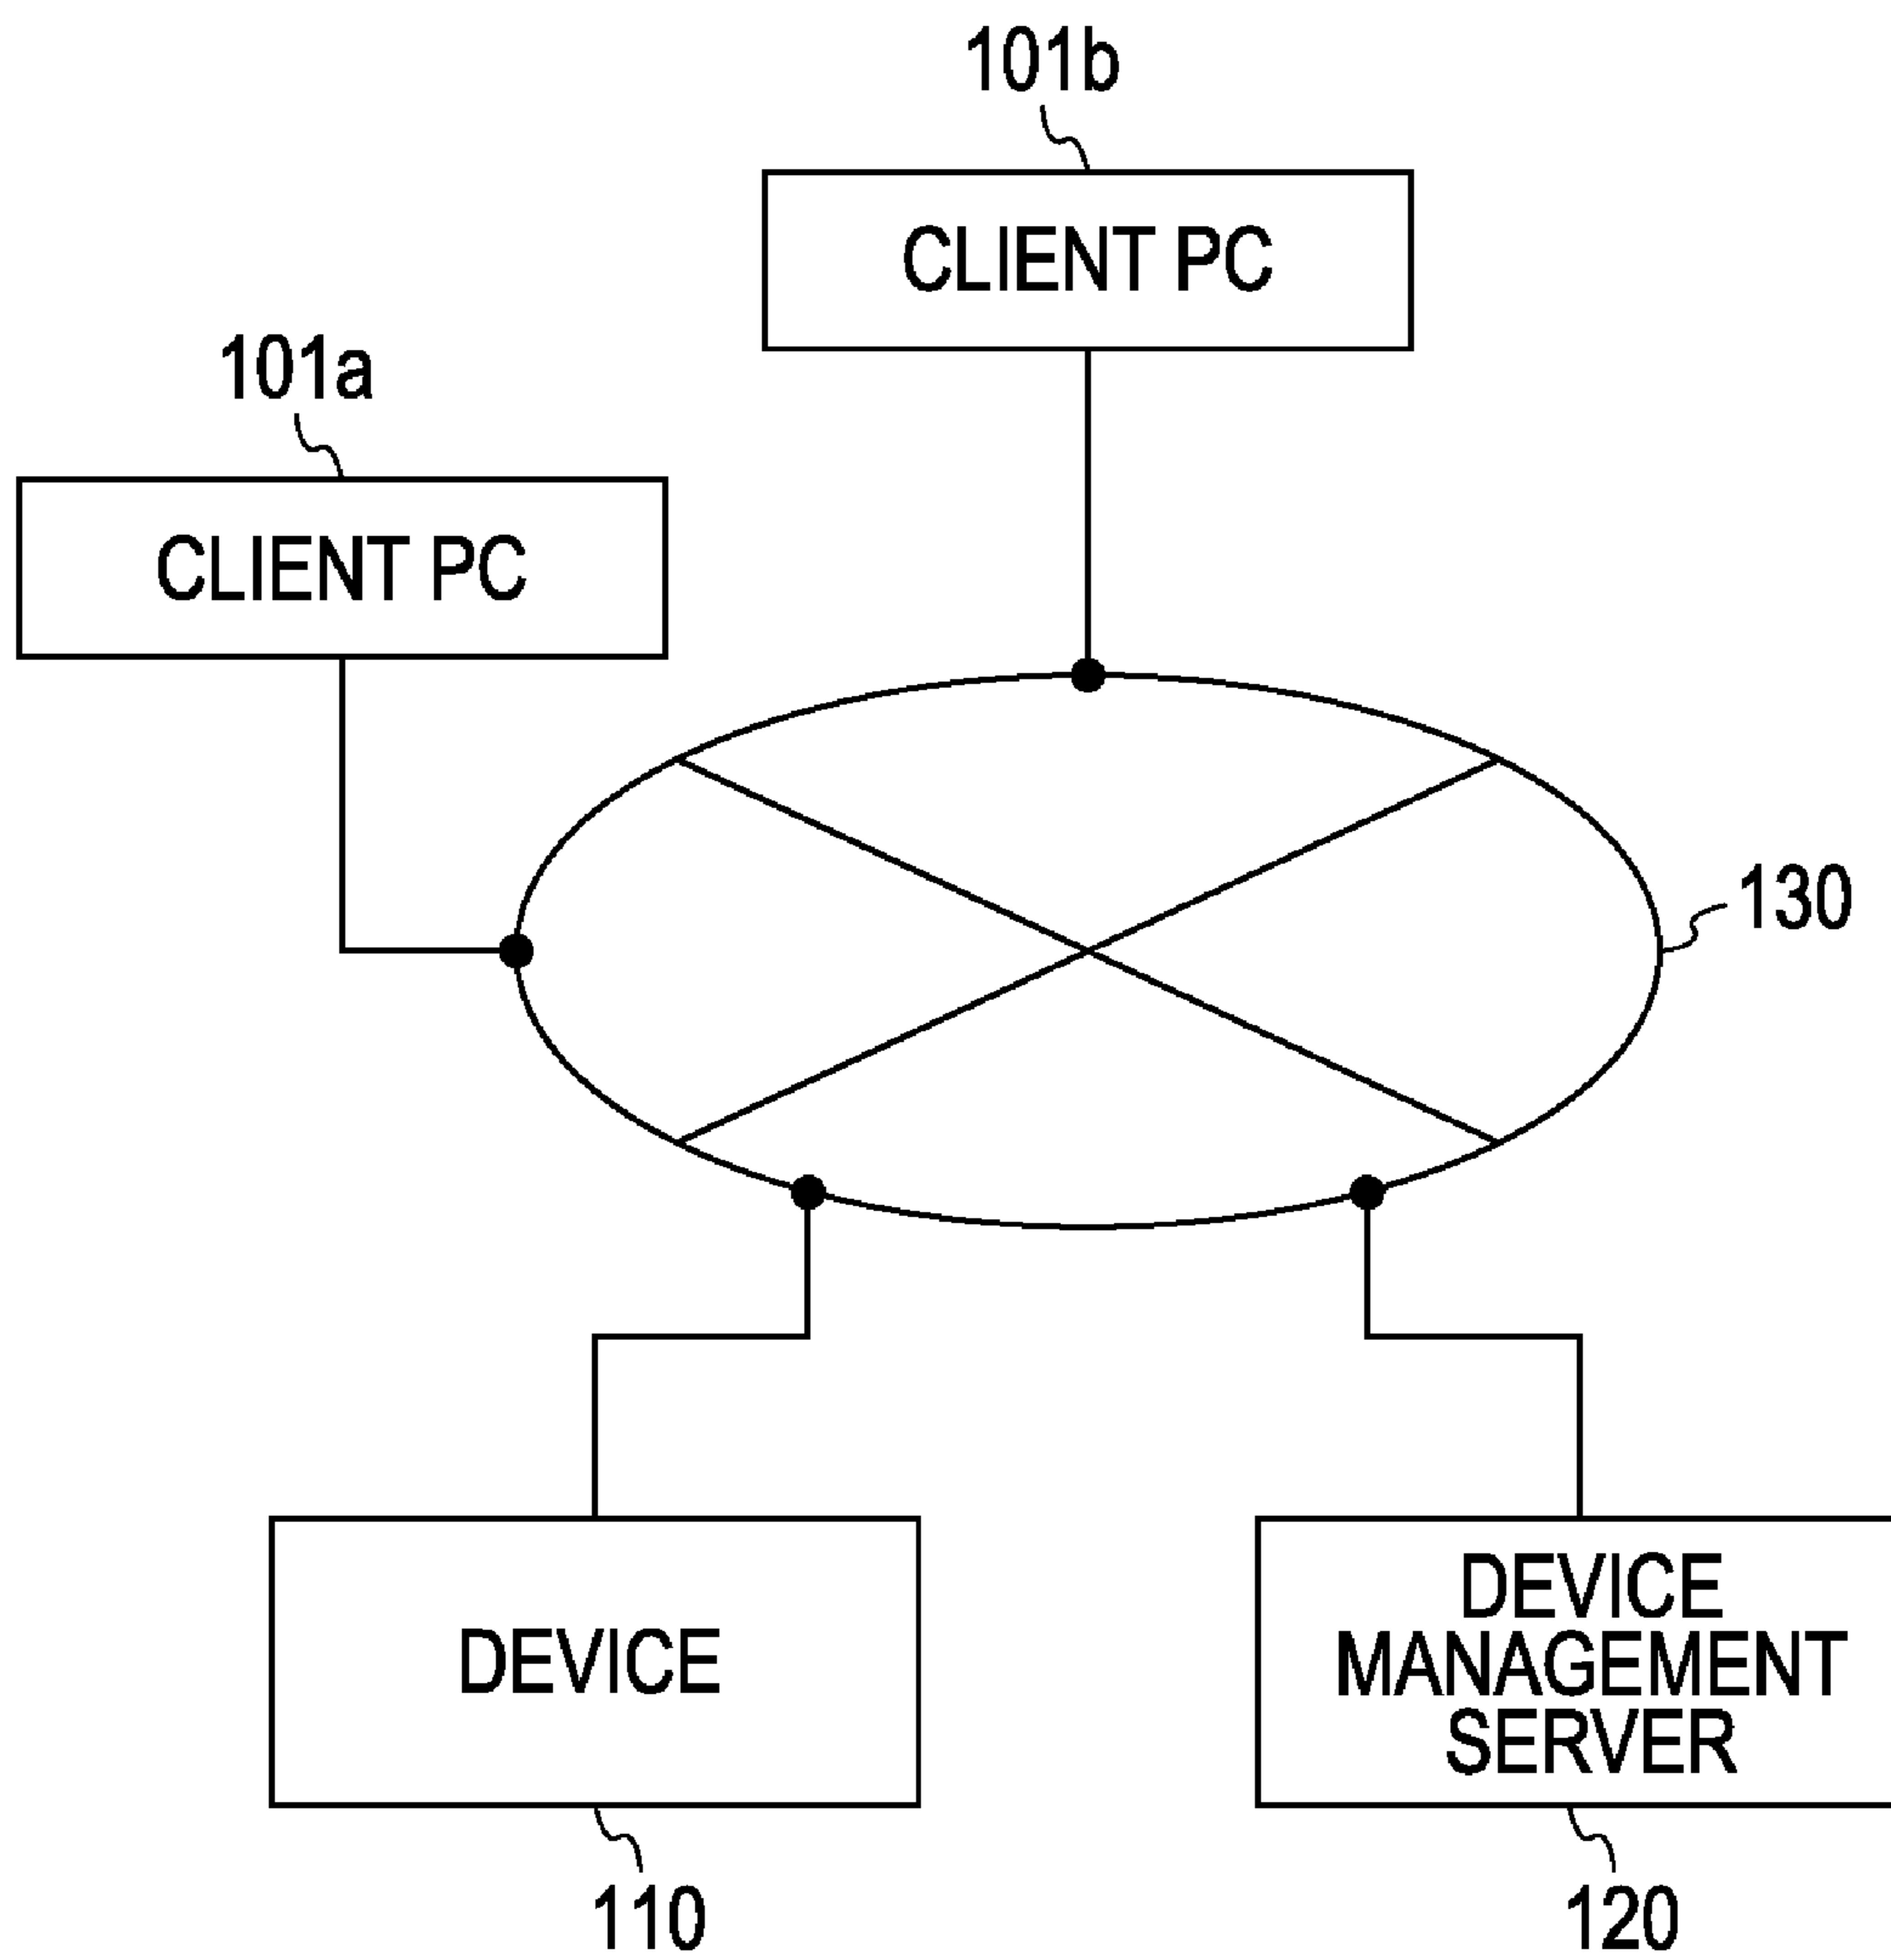 101b
CLIENT PC
101a
CLIENT PC
130
DEVICE
DEVICE
MANAGEMENT
SERVER
110
120